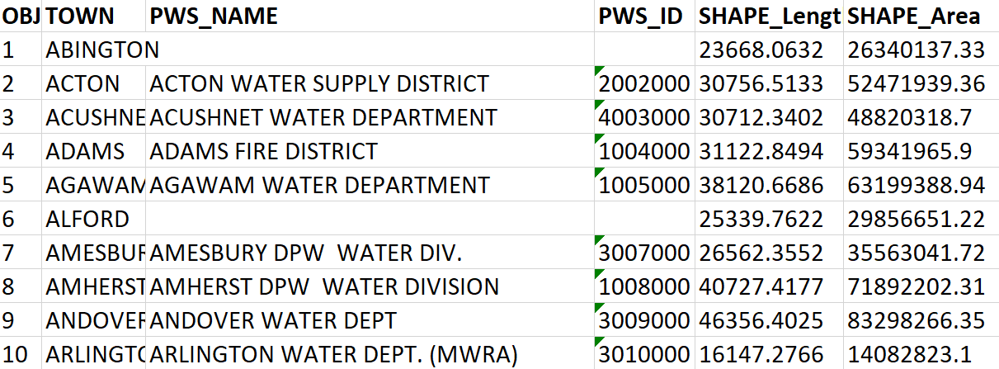 OBJ TOWN PWS_NAME PWS_ID SHAPE_Lengt SHAPE_Area
1 ABINGTON 23668.0632 26340137.33
2 ACTON ACTON WATER SUPPLY DISTRICT 2002000 30756.5133 52471939.36
3 ACUSHNE ACUSHNET WATER DEPARTMENT 4003000 30712.3402 48820318.7
4 ADAMS ADAMS FIRE DISTRICT 1004000 31122.8494 59341965.9
5 AGAWAM AGAWAM WATER DEPARTMENT 1005000 38120.6686 63199388.94
6 ALFORD 25339.7622 29856651.22
7 AMESBUR AMESBURY DPW  WATER DIV. 3007000 26562.3552 35563041.72
8 AMHERST AMHERST DPW  WATER DIVISION 1008000 40727.4177 71892202.31
9 ANDOVER ANDOVER WATER DEPT 3009000 46356.4025 83298266.35
10 ARLINGTO ARLINGTON WATER DEPT. (MWRA) 3010000 16147.2766 14082823.1